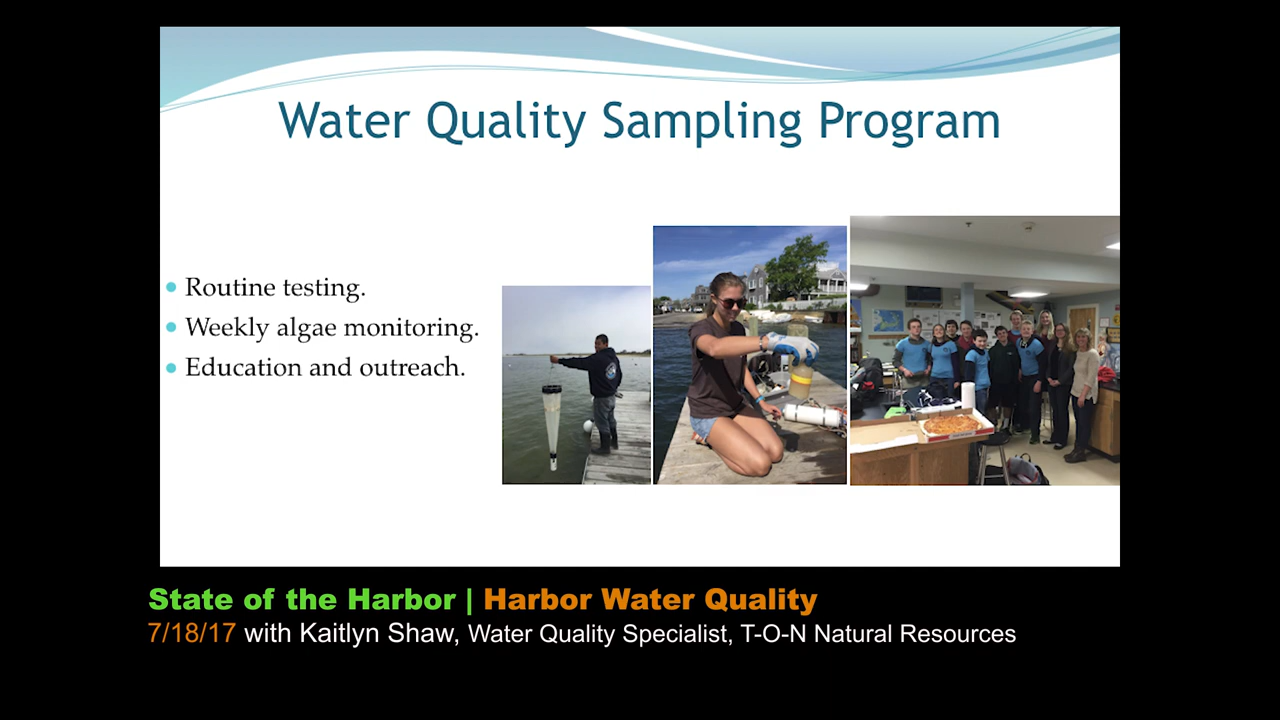 Water Quality Sampling Program
Routine testing.
Weekly algae monitoring.
Education and outreach.
State of the Harbor | Harbor Water Quality
7/18/17 with Kaitlyn Shaw, Water Quality Specialist, T-O-N Natural Resources